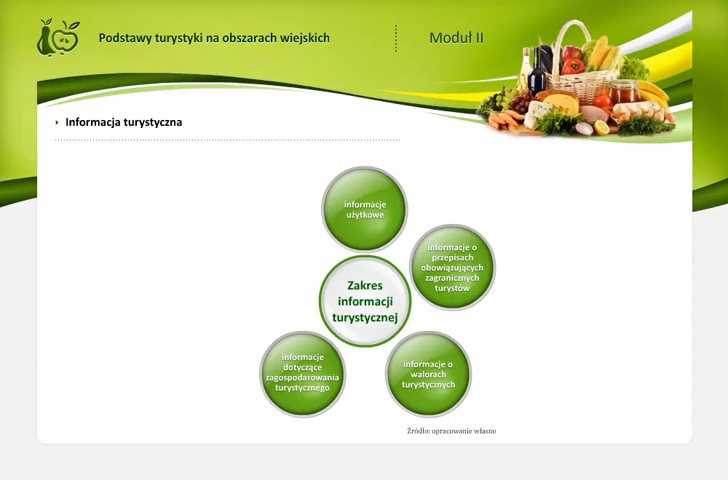 Podstawy turystyki na obszarach wiejskich
Moduł II
Informacja turystyczna
informacje
użytkowe
informacje o
przepisach
obowiązujących
zagranicznych
turystów
Zakres
informacji
turystycznej
informacje
dotyczące
zagospodarowania
turystycznego
informacje o
walorach
turystycznych
Źródło: opracowanie własne